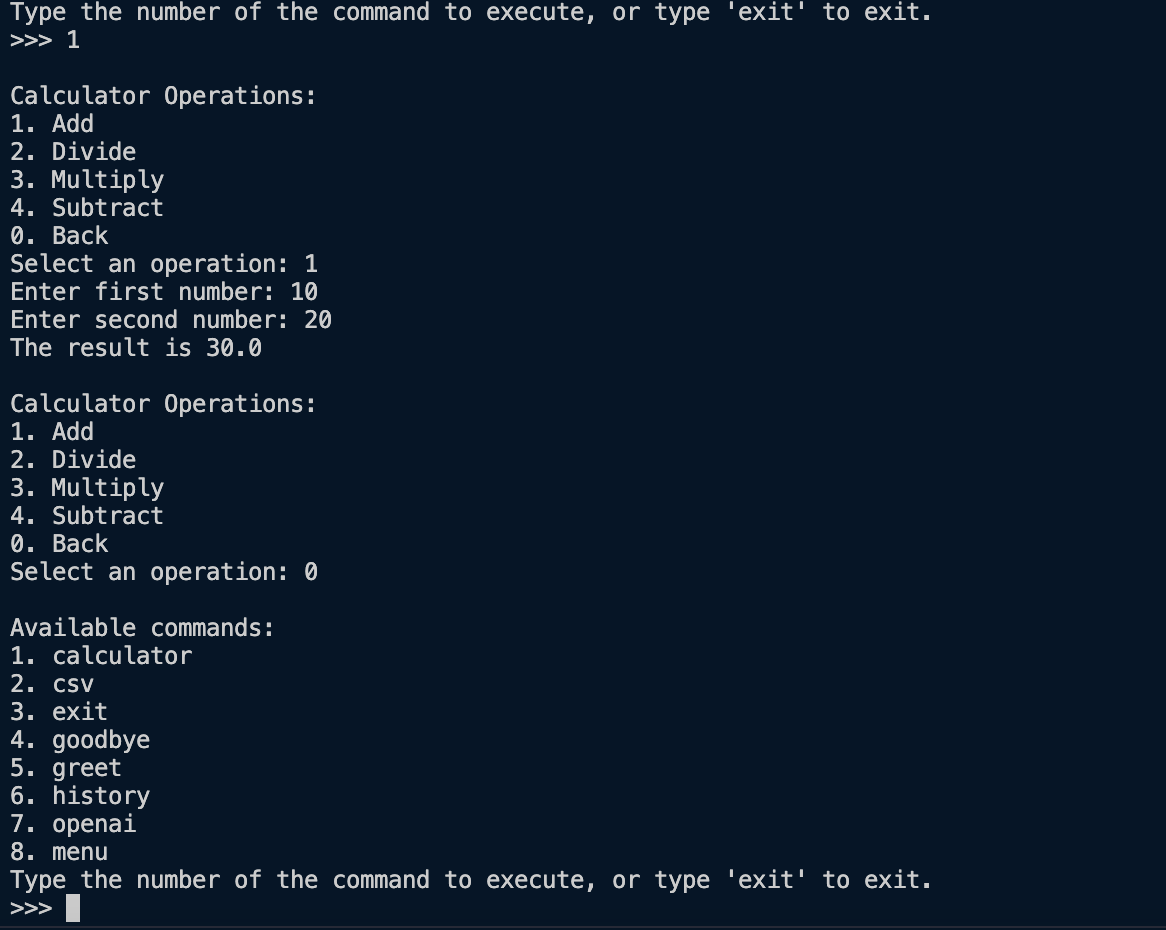 Type the number of the command to execute, or type 'exit' to exit.
>>> 1
Calculator Operations:
1. Add
2. Divide
3. Multiply
4. Subtract
0. Back
Select an operation: 1
Enter first number: 10
Enter second number: 20
The result is 30.0
Calculator Operations:
1. Add
2. Divide
3. Multiply
4. Subtract
0. Back
Select an operation: 0
Available commands:
1. calculator
2. csv
3. exit
4. goodbye
5. greet
6. history
7. openai
8. menu
Type the number of the command to execute, or type 'exit' to exit.
>>>